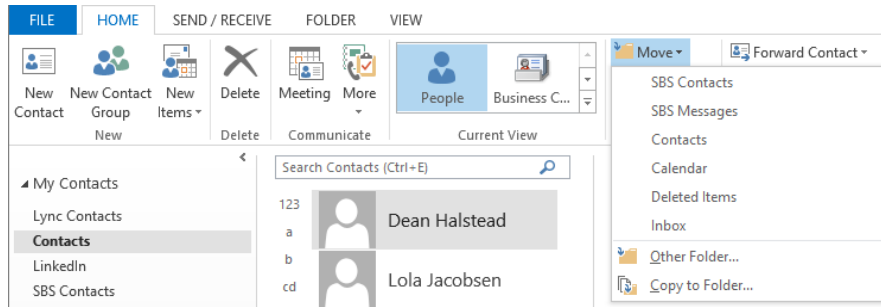 FILE HOME SEND / RECEIVE FOLDER VIEW
New Contact
New Contact Group
New Items
Delete
Meeting
More
People
Business C...
Move
Forward Contact
New
Delete
Communicate
Current View
SBS Contacts
SBS Messages
Contacts
Calendar
Deleted Items
Inbox
Other Folder...
Copy to Folder...
My Contacts
Lync Contacts
Contacts
LinkedIn
SBS Contacts
Search Contacts (Ctrl+E)
123
a
b
cd
Dean Halstead
Lola Jacobsen